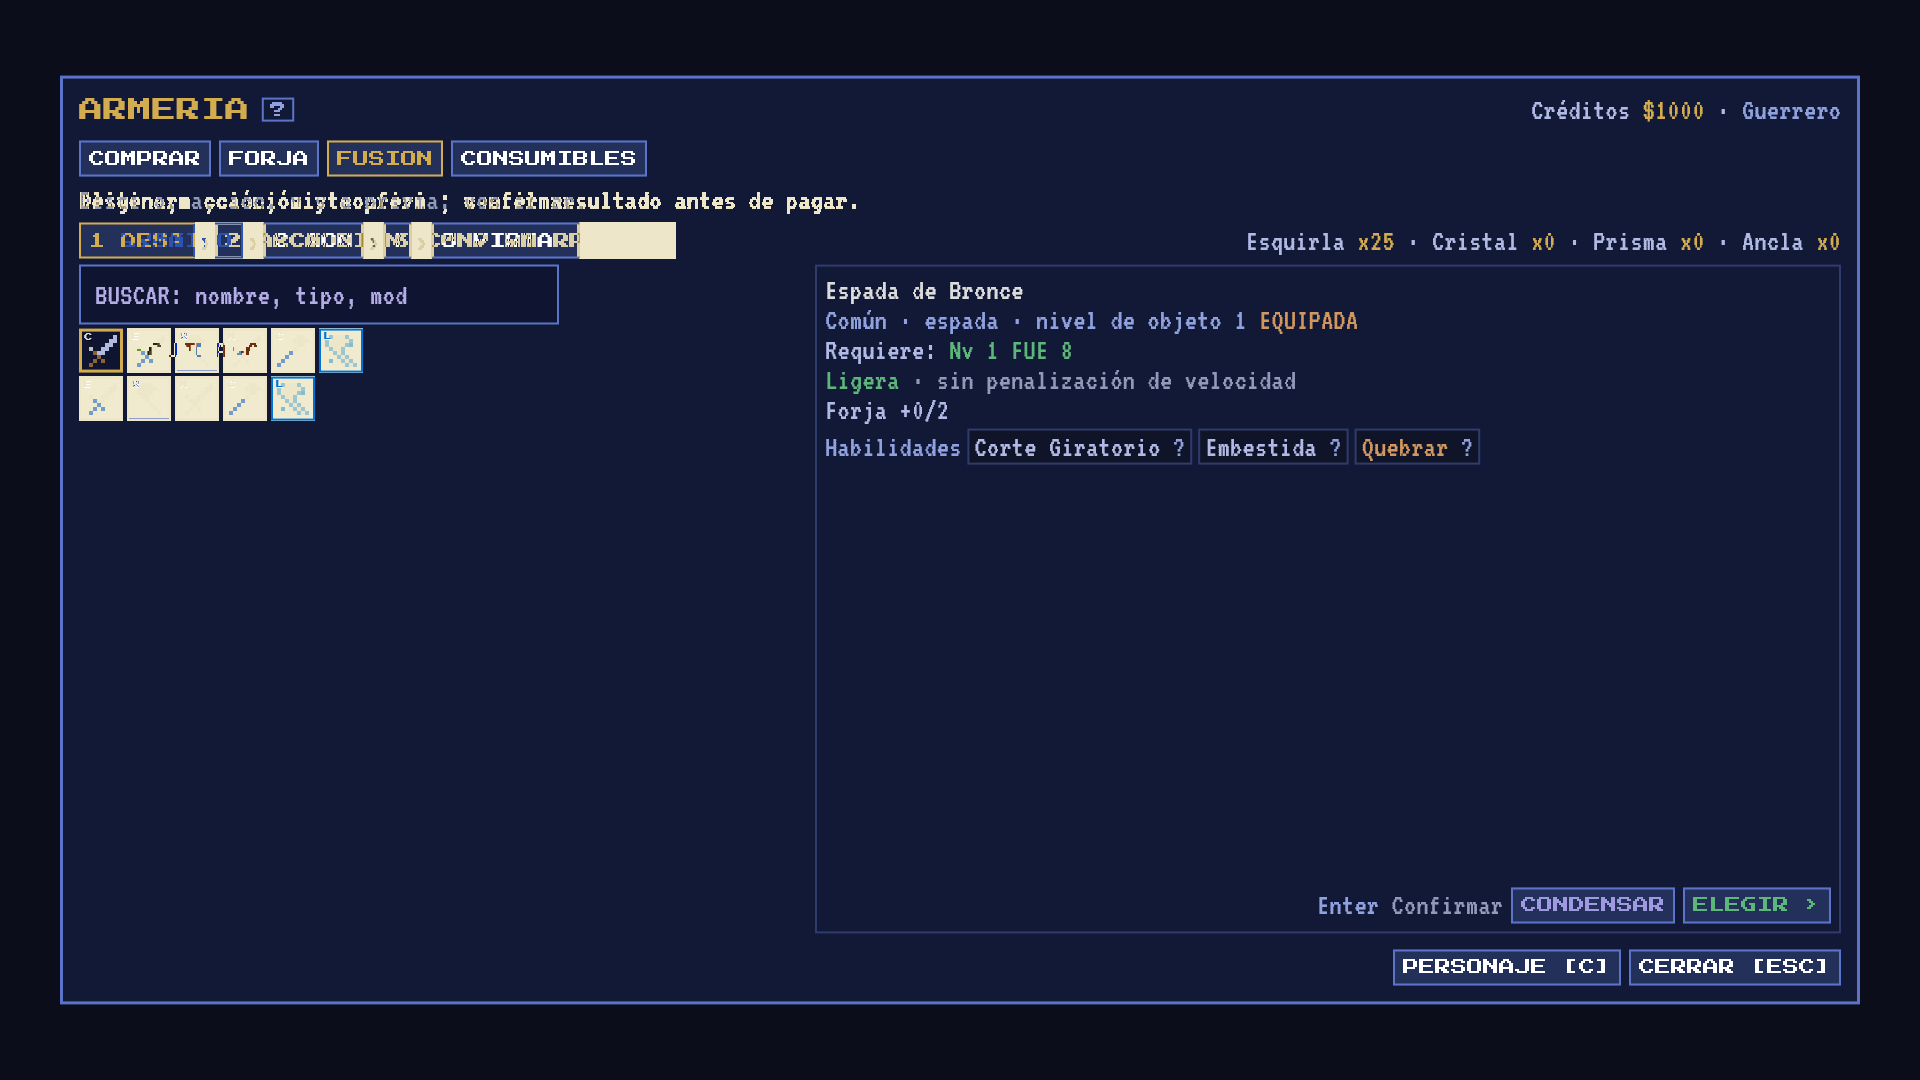 ARMERIA ?
Créditos $1000 · Guerrero
COMPRAR FORJA FUSION CONSUMIBLES
antes de pagar.
1
Esquirla x25 · Cristal x0 · Prisma x0 · Ancla x0
BUSCAR: nombre, tipo, mod
Espada de Bronce
Común · espada · nivel de objeto 1 EQUIPADA
Requiere: Nv 1 FUE 8
Ligera · sin penalización de velocidad
Forja +0/2
Habilidades Corte Giratorio ? Embestida ? Quebrar ?
Enter Confirmar CONDENSAR ELEGIR >
PERSONAJE [C] CERRAR [ESC]